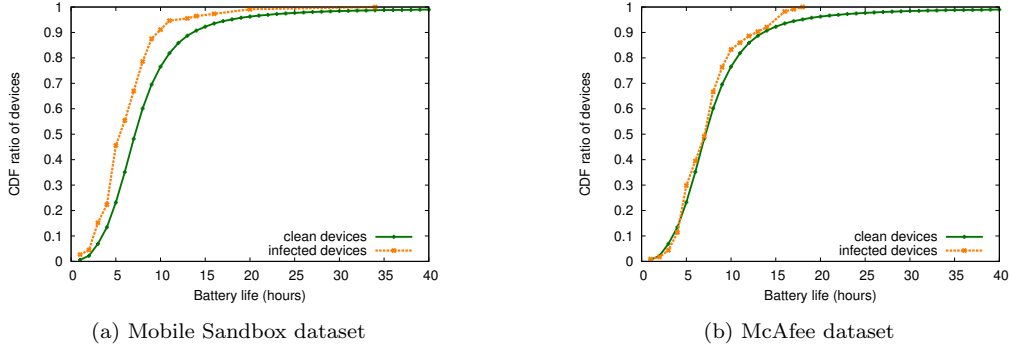 CDF ratio of devices
1
0.9
0.8
0.7
0.6
0.5
0.4
0.3
0.2
0.1
0
0 5 10 15 20 25 30 35 40
Battery life (hours)
clean devices
infected devices
(a) Mobile Sandbox dataset
CDF ratio of devices
1
0.9
0.8
0.7
0.6
0.5
0.4
0.3
0.2
0.1
0
0 5 10 15 20 25 30 35 40
Battery life (hours)
clean devices
infected devices
(b) McAfee dataset